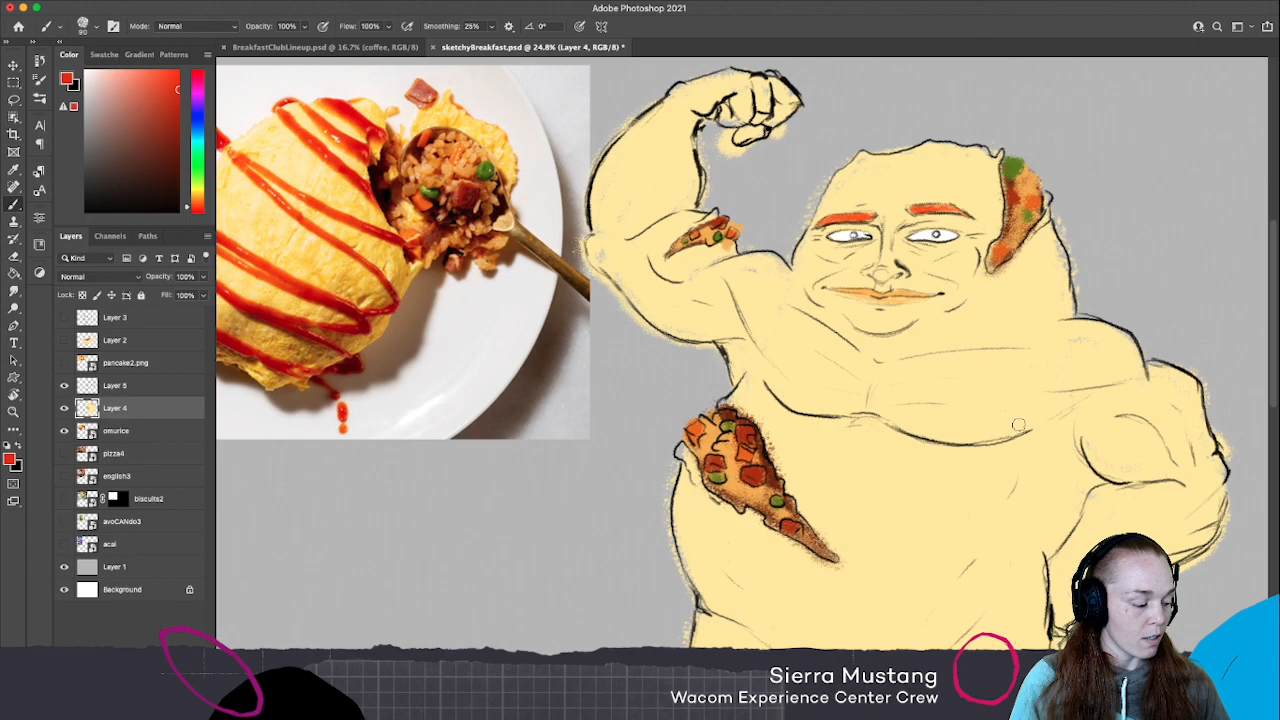 Adobe Photoshop 2021
90
Mode: Normal
Opacity: 100%
Flow: 100%
Smoothing: 25%
0°
BreakfastClubLineup.psd @ 16.7% (coffee, RGB/8)
sketchyBreakfast.psd @ 24.8% (Layer 4, RGB/8) *
Color Swatche Gradient Patterns
Layers Channels Paths
Kind
Normal Opacity: 100%
Lock: Fill: 100%
Layer 3
Layer 2
pancake2.png
Layer 5
Layer 4
omurice
pizza4
english3
biscuits2
avoCANdo3
acai
Layer 1
Background
Sierra Mustang
Wacom Experience Center Crew